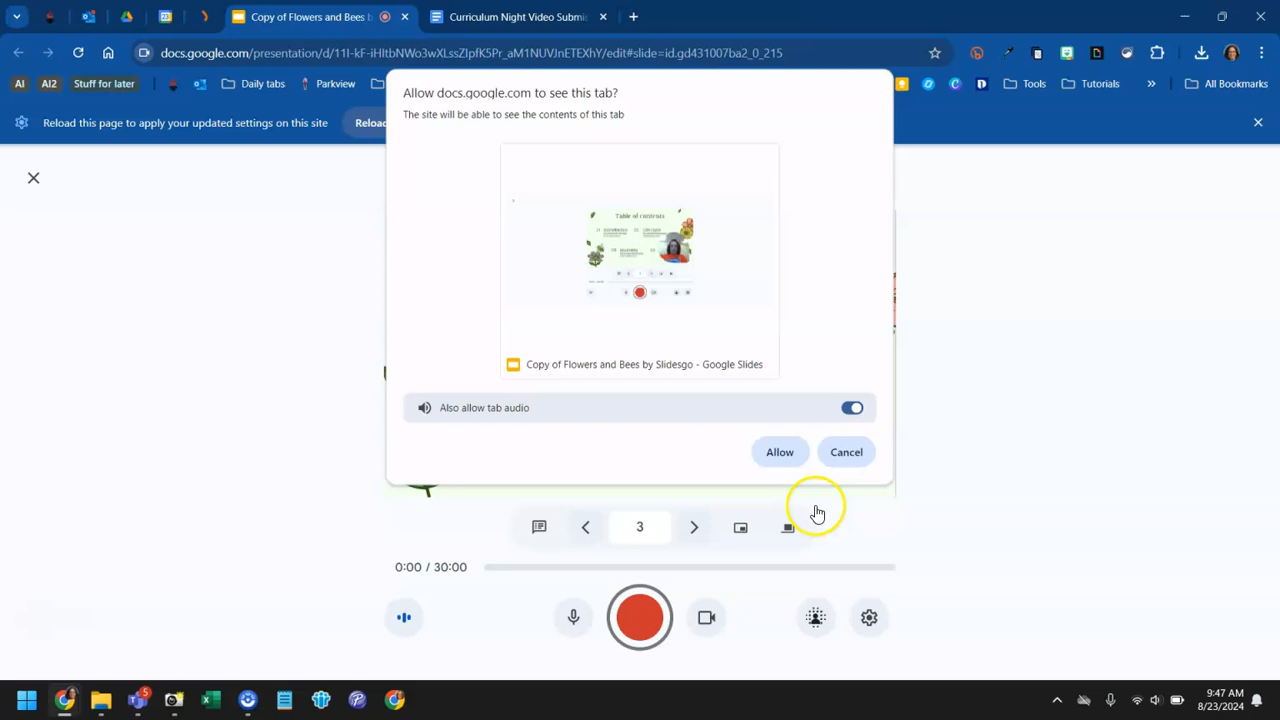 Copy of Flowers and Bees b
Curriculum Night Video Submi
docs.google.com/presentation/d/11I-kF-iHItbNWo3wXLssZIpfK5Pr_aM1NUVJnETEXhY/edit#slide=id.gd431007ba2_0_215
AI
AI2
Stuff for later
Daily tabs
Parkview
Tools
Tutorials
All Bookmarks
Reload this page to apply your updated settings on this site
Reload
Allow docs.google.com to see this tab?
The site will be able to see the contents of this tab
Table of contents
Copy of Flowers and Bees by Slidesgo - Google Slides
Also allow tab audio
Allow
Cancel
3
0:00 / 30:00
5
9:47 AM
8/23/2024